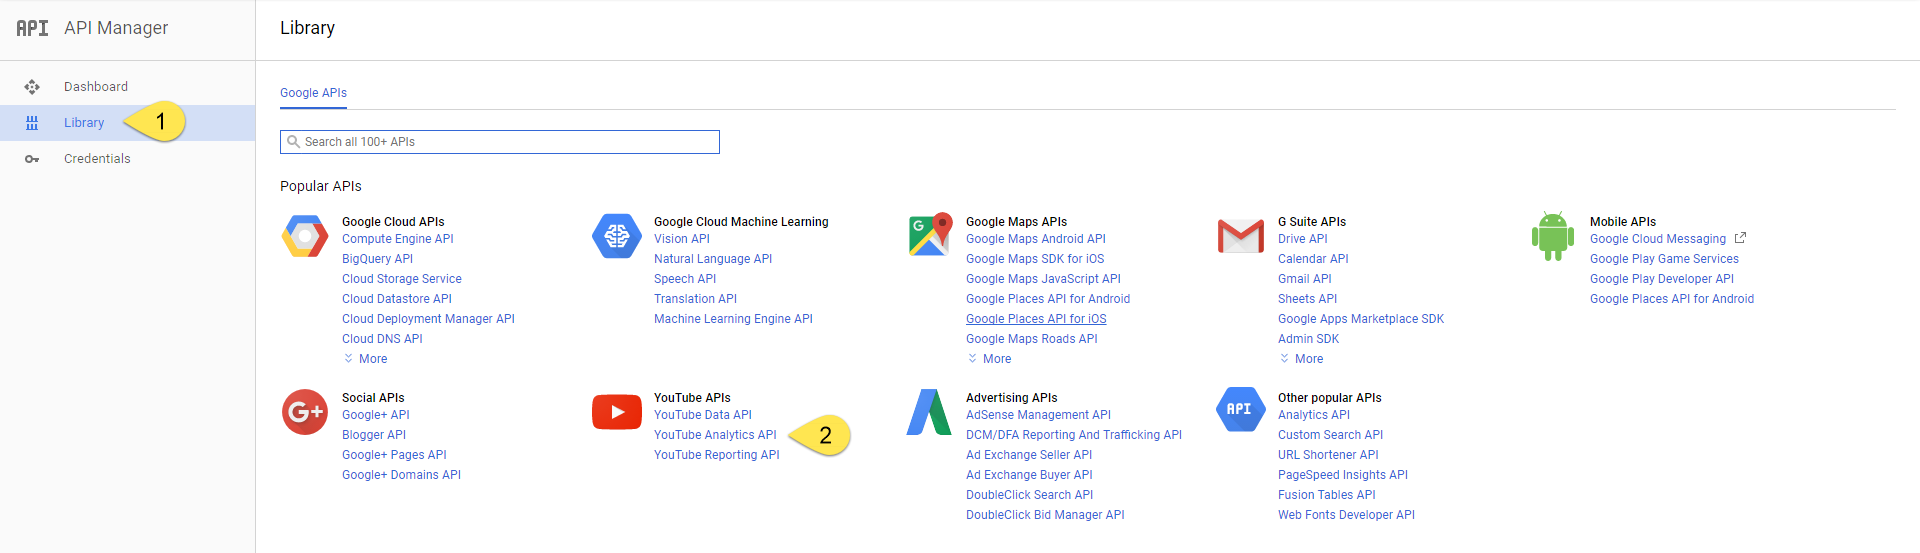 API API Manager
Dashboard
Library
1
Credentials
Library
Google APIs
Search all 100+ APIs
Popular APIs
Google Cloud APIs
Compute Engine API
BigQuery API
Cloud Storage Service
Cloud Datastore API
Cloud Deployment Manager API
Cloud DNS API
More
Google Cloud Machine Learning
Vision API
Natural Language API
Speech API
Translation API
Machine Learning Engine API
G
Google Maps APIs
Google Maps Android API
Google Maps SDK for iOS
Google Maps JavaScript API
Google Places API for Android
Google Places API for iOS
Google Maps Roads API
More
G Suite APIs
Drive API
Calendar API
Gmail API
Sheets API
Google Apps Marketplace SDK
Admin SDK
More
Mobile APIs
Google Cloud Messaging
Google Play Game Services
Google Play Developer API
Google Places API for Android
G+
Social APIs
Google+ API
Blogger API
Google+ Pages API
Google+ Domains API
YouTube APIs
YouTube Data API
YouTube Analytics API
2
YouTube Reporting API
Advertising APIs
AdSense Management API
DCM/DFA Reporting And Trafficking API
Ad Exchange Seller API
Ad Exchange Buyer API
DoubleClick Search API
DoubleClick Bid Manager API
API
Other popular APIs
Analytics API
Custom Search API
URL Shortener API
PageSpeed Insights API
Fusion Tables API
Web Fonts Developer API